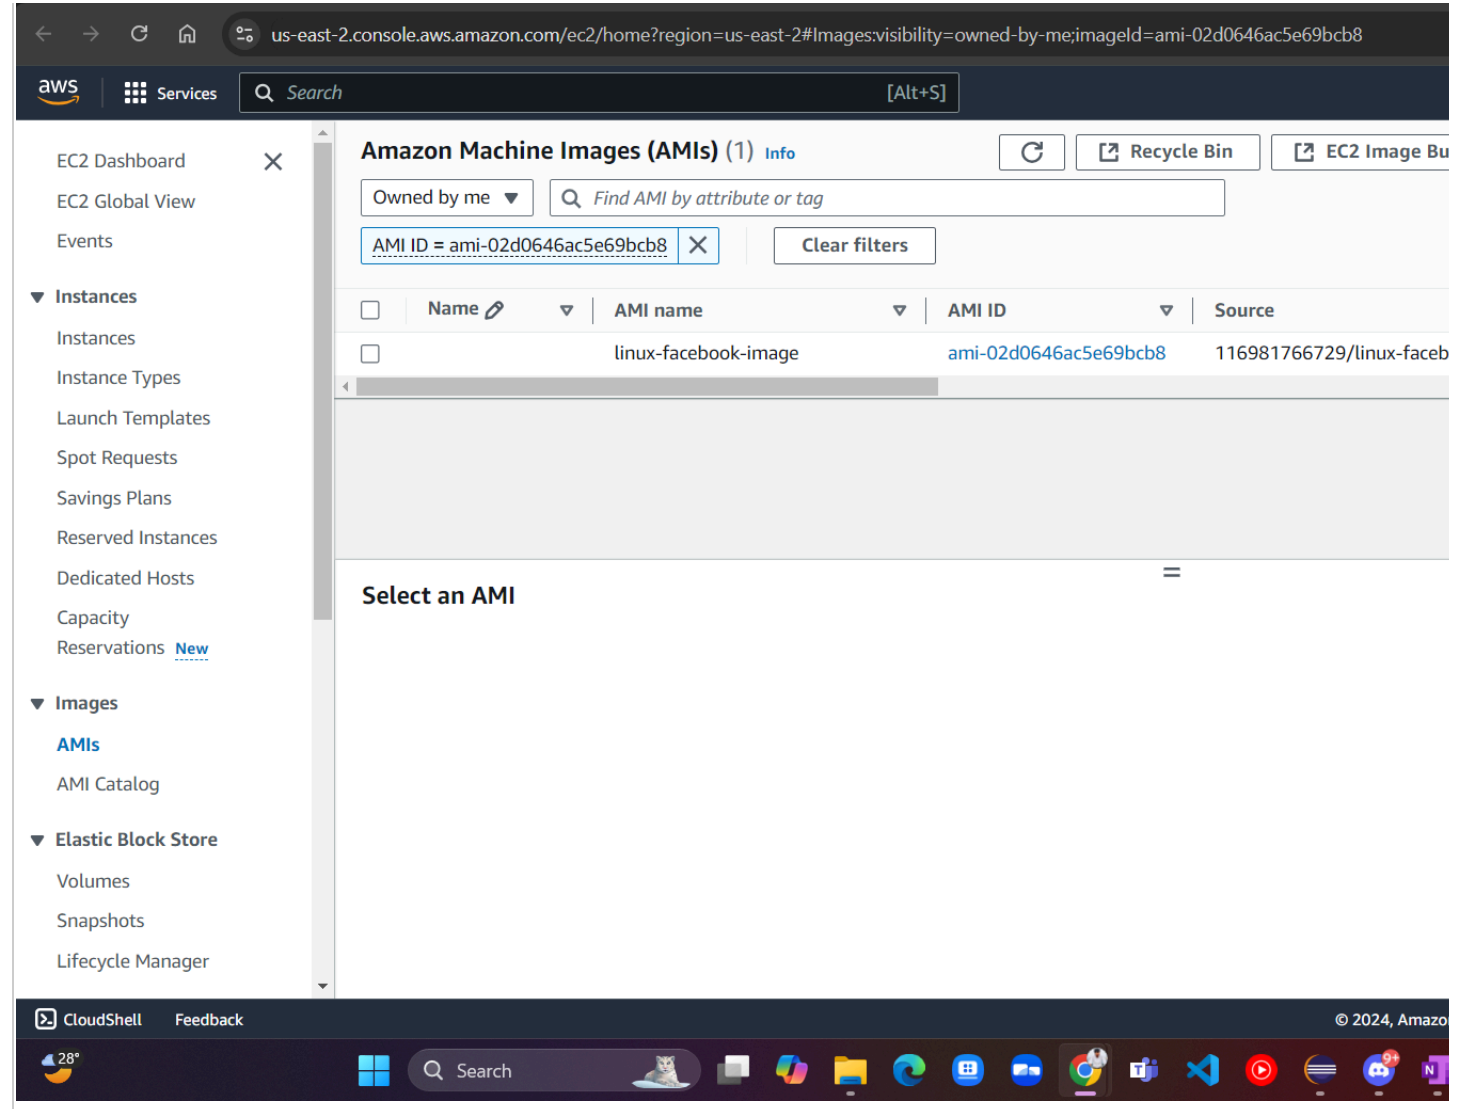 us-east-2.console.aws.amazon.com/ec2/home?region=us-east-2#Images:visibility=owned-by-me;imageId=ami-02d0646ac5e69bcb8
aws
Services
Search
[Alt+S]
EC2 Dashboard
EC2 Global View
Events
Instances
Instances
Instance Types
Launch Templates
Spot Requests
Savings Plans
Reserved Instances
Dedicated Hosts
Capacity
Reservations New
Images
AMIs
AMI Catalog
Elastic Block Store
Volumes
Snapshots
Lifecycle Manager
Amazon Machine Images (AMIs) (1) Info
Recycle Bin
EC2 Image Bu
Owned by me
Find AMI by attribute or tag
AMI ID = ami-02d0646ac5e69bcb8
Clear filters
Name AMI name AMI ID Source
linux-facebook-image ami-02d0646ac5e69bcb8 116981766729/linux-faceb
Select an AMI
CloudShell Feedback
© 2024, Amazo
28°
Search
9+